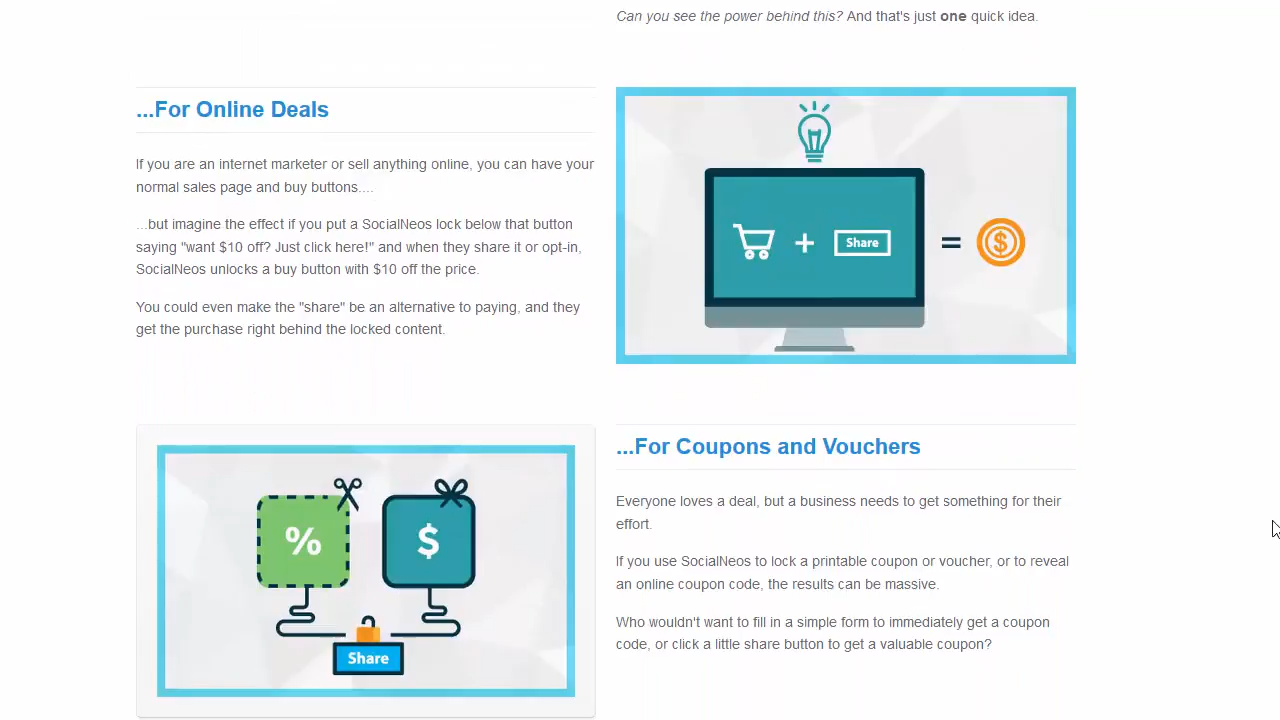 Can you see the power behind this? And that's just one quick idea.
...For Online Deals
If you are an internet marketer or sell anything online, you can have your
normal sales page and buy buttons....
...but imagine the effect if you put a SocialNeos lock below that button
saying "want $10 off? Just click here!" and when they share it or opt-in,
SocialNeos unlocks a buy button with $10 off the price.
You could even make the "share" be an alternative to paying, and they
get the purchase right behind the locked content.
+ Share = $
% $
Share
...For Coupons and Vouchers
Everyone loves a deal, but a business needs to get something for their
effort.
If you use SocialNeos to lock a printable coupon or voucher, or to reveal
an online coupon code, the results can be massive.
Who wouldn't want to fill in a simple form to immediately get a coupon
code, or click a little share button to get a valuable coupon?